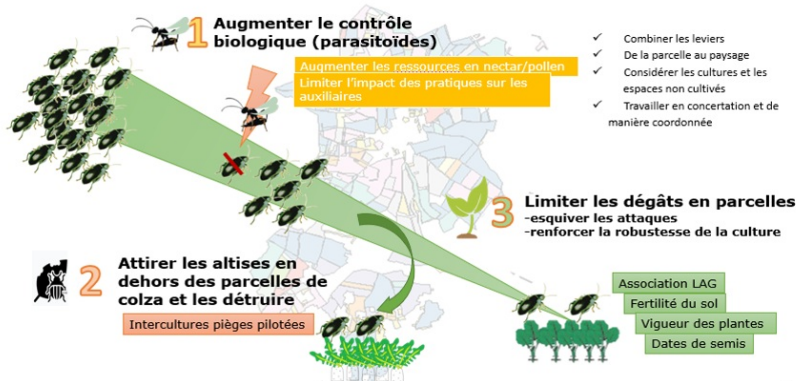 1 Augmenter le contrôle
biologique (parasitoïdes)
Augmenter les ressources en nectar/pollen
Limiter l'impact des pratiques sur les
auxiliaires
✓ Combiner les leviers
✓ De la parcelle au paysage
✓ Considérer les cultures et les
espaces non cultivés
✓ Travailler en concertation et de
manière coordonnée
3 Limiter les dégâts en parcelles
-esquiver les attaques
-renforcer la robustesse de la culture
2 Attirer les altises en
dehors des parcelles de
colza et les détruire
Intercultures pièges pilotées
Association LAG
Fertilité du sol
Vigueur des plantes
Dates de semis